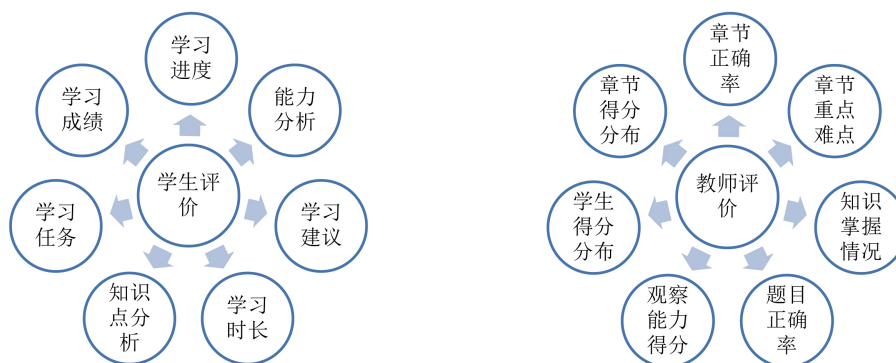 学生评
价
学习
进度
能力
分析
学习
建议
学习
时长
知识
点分
析
学习
任务
学习
成绩
教师评
价
章节
正确
率
章节
重点
难点
知识
掌握
情况
题目
正确
率
观察
能力
得分
学生
得分
分布
章节
得分
分布